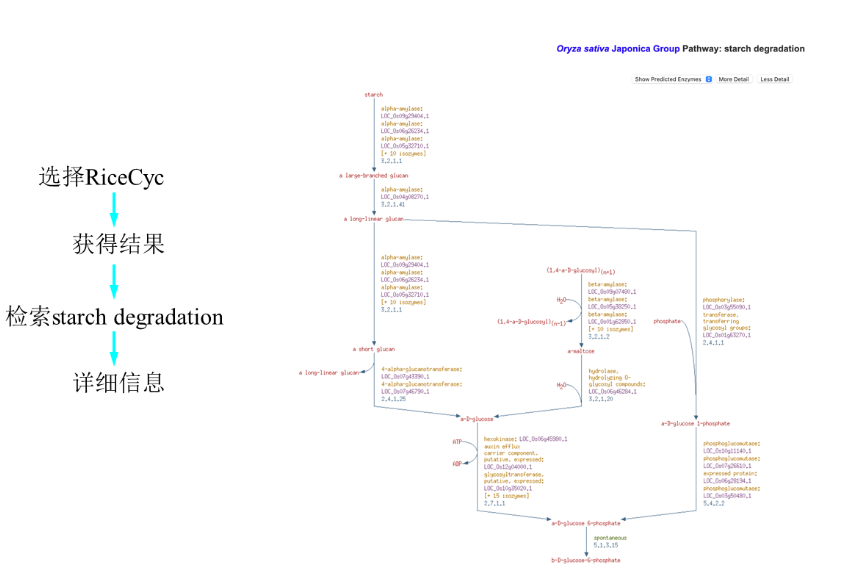 Oryza sativa Japonica Group Pathway: starch degradation
Show Predicted Enzymes
More Detail
Less Detail
选择RiceCyc
获得结果
检索starch degradation
详细信息
starch
alpha-amylase:
LOC_Os09g29404.1
alpha-amylase:
LOC_Os06g26234.1
alpha-amylase:
LOC_Os05g32710.1
[+ 10 isozymes]
3.2.1.1
a large-branched glucan
alpha-amylase:
LOC_Os04g08270.1
3.2.1.41
a long-linear glucan
alpha-amylase:
LOC_Os09g29404.1
alpha-amylase:
LOC_Os06g26234.1
alpha-amylase:
LOC_Os05g32710.1
[+ 10 isozymes]
3.2.1.1
a short glucan
a long-linear glucan
4-alpha-glucanotransferase:
LOC_Os07g43390.1
4-alpha-glucanotransferase:
LOC_Os07g46790.1
2.4.1.25
(1,4-a-D-glucosyl)(n+1)
H2O
(1,4-a-D-glucosyl)(n-1)
beta-amylase:
LOC_Os09g07480.1
beta-amylase:
LOC_Os05g38250.1
beta-amylase:
LOC_Os01g62850.1
[+ 10 isozymes]
3.2.1.2
a-maltose
H2O
hydrolase,
hydrolyzing O-
glycosyl compounds:
LOC_Os06g46284.1
3.2.1.20
phosphate
phosphorylase:
LOC_Os03g55090.1
transferase,
transferring
glycosyl groups:
LOC_Os01g63270.1
2.4.1.1
a-D-glucose
a-D-glucose 1-phosphate
ATP
ADP
hexokinase: LOC_Os06g45980.1
auxin efflux
carrier component,
putative, expressed:
LOC_Os12g04000.1
glycosyltransferase,
putative, expressed:
LOC_Os10g35020.1
[+ 15 isozymes]
2.7.1.1
phosphoglucomutase:
LOC_Os10g11140.1
phosphoglucomutase:
LOC_Os07g26610.1
expressed protein:
LOC_Os06g28194.1
phosphoglucomutase:
LOC_Os03g50480.1
5.4.2.2
a-D-glucose 6-phosphate
spontaneous
5.1.3.15
b-D-glucose-6-phosphate